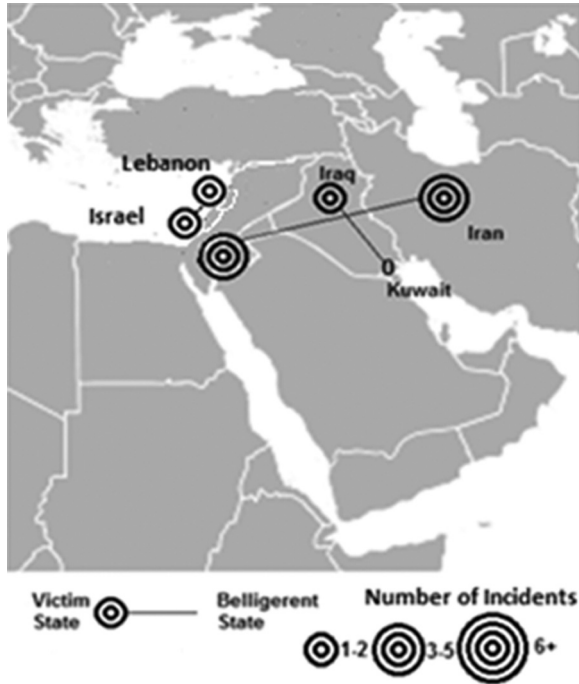 Lebanon
Iraq
Israel
Iran
0
Kuwait
Victim
State
Belligerent
State
Number of Incidents
1-2
3-5
6+